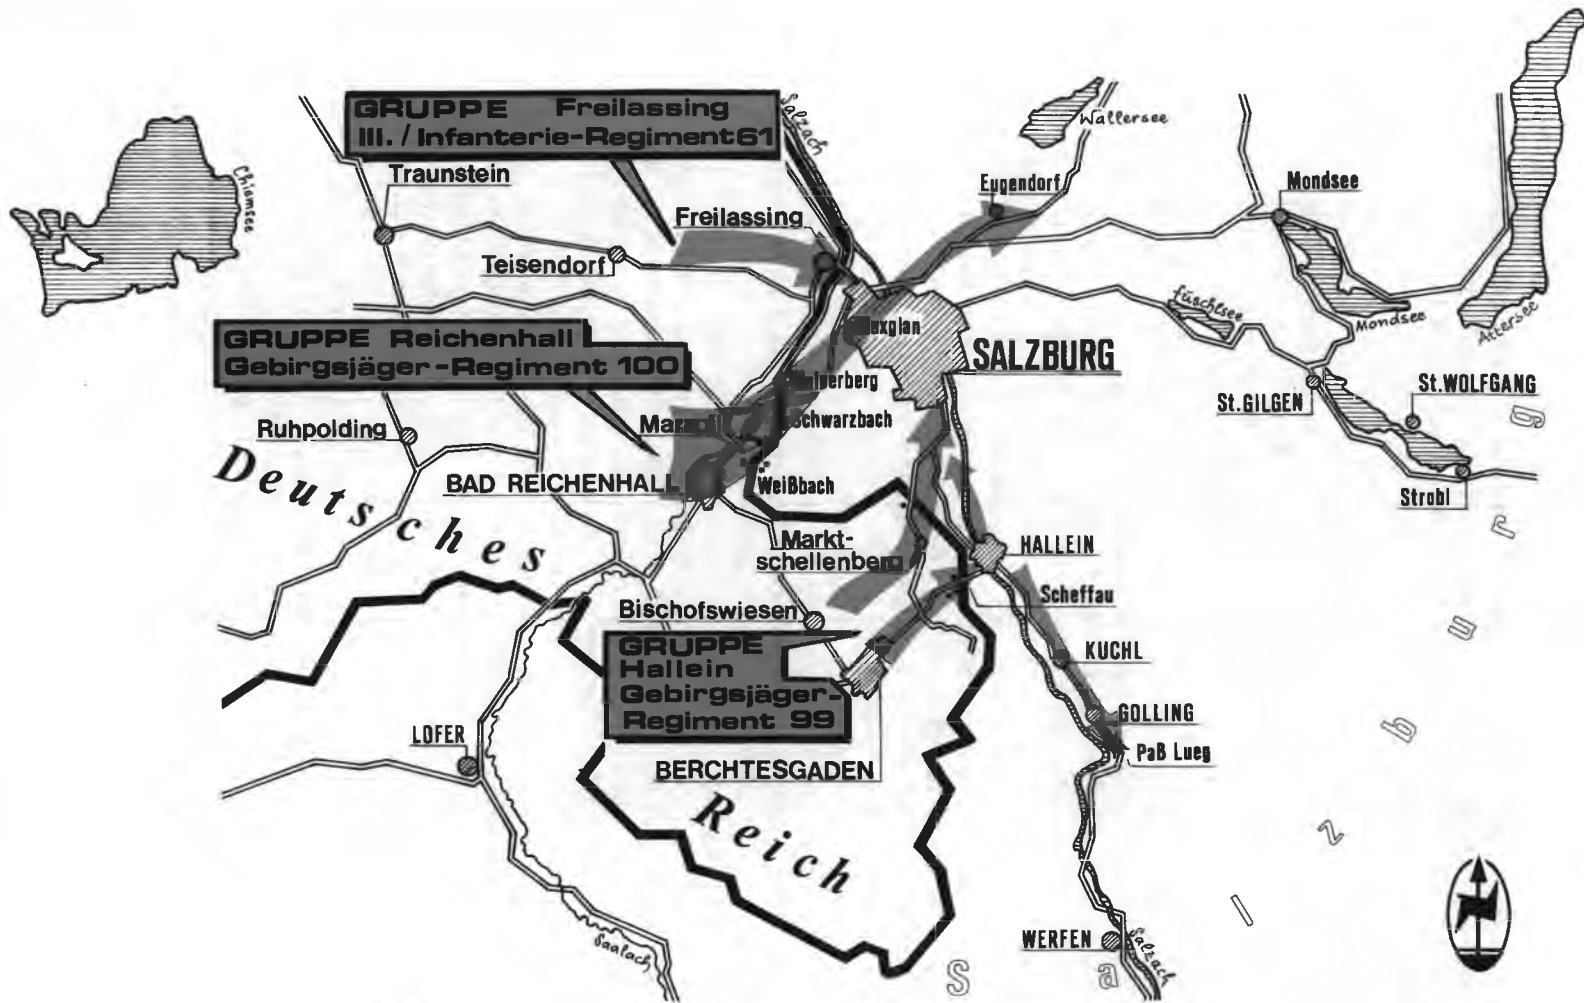 GRUPPE Freilassing
III./Infanterie-Regiment 61
Salzach
Wallersee
Chiemsee
Traunstein
Eugendorf
Mondsee
Freilassing
Teisendorf
Fuschlsee
Mondsee
Attersee
GRUPPE Reichenhall
Gebirgsjäger-Regiment 100
SALZBURG
St.GILGEN
St.WOLFGANG
Ruhpolding
Schwarzbach
BAD REICHENHALL
Weißbach
Strobl
Deutsches
Markt-
schellenberg
HALLEIN
Scheffau
Bischofswiesen
GRUPPE
Hallein
Gebirgsjäger-
Regiment 99
KUCHL
GOLLING
Paß Lueg
LOFER
BERCHTESGADEN
Reich
WERFEN
Saalach
Salzach
Salzburg